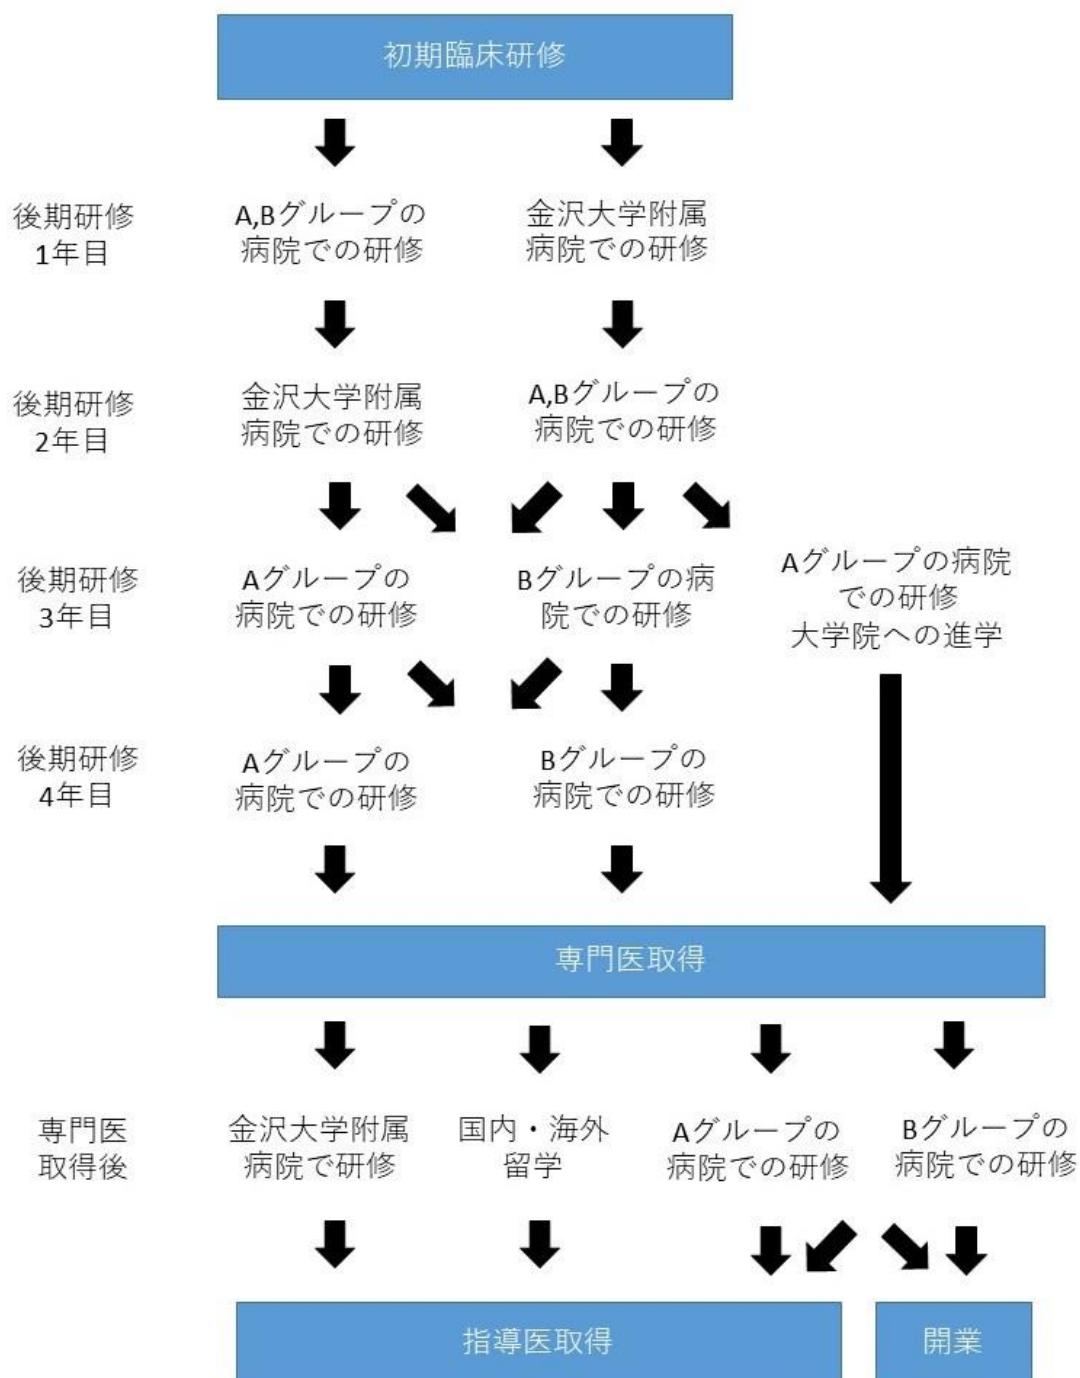 初期臨床研修
後期研修
1年目
A,Bグループの
病院での研修
金沢大学附属
病院での研修
後期研修
2年目
金沢大学附属
病院での研修
A,Bグループの
病院での研修
後期研修
3年目
Aグループの
病院での研修
Bグループの病
院での研修
Aグループの病院
での研修
大学院への進学
後期研修
4年目
Aグループの
病院での研修
Bグループの
病院での研修
専門医取得
専門医
取得後
金沢大学附属
病院で研修
国内・海外
留学
Aグループの
病院での研修
Bグループの
病院での研修
指導医取得
開業